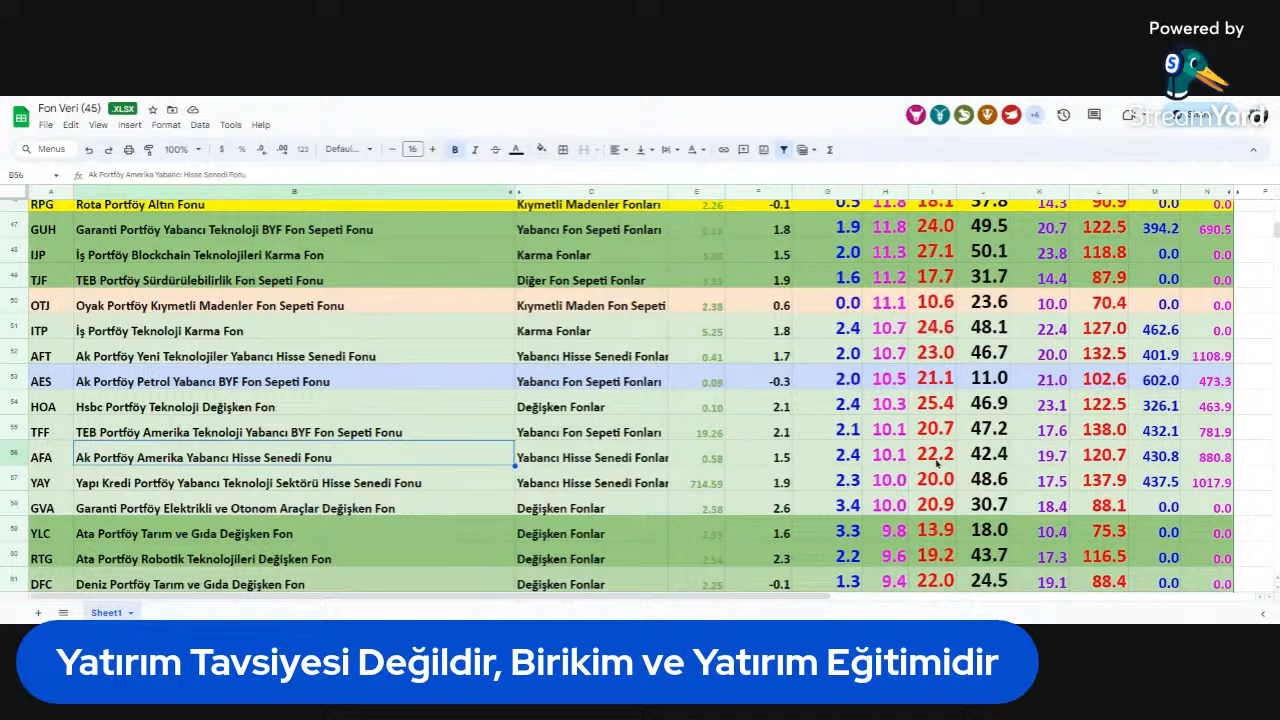 Powered by
StreamYard
Fon Veri (45) .XLSX
File Edit View Insert Format Data Tools Help
+6
Menus 100% $ % .0 .00 123 Defaul... − 16 + B I A
B56 fx Ak Portföy Amerika Yabancı Hisse Senedi Fonu
A B D E F G H I J K L M N O P
RPG Rota Portföy Altın Fonu Kıymetli Madenler Fonları 2.26 -0.1 0.5 11.8 18.1 37.8 14.3 90.9 0.0 0.0
47 GUH Garanti Portföy Yabancı Teknoloji BYF Fon Sepeti Fonu Yabancı Fon Sepeti Fonları 0.18 1.8 1.9 11.8 24.0 49.5 20.7 122.5 394.2 690.5
48 IJP İş Portföy Blockchain Teknolojileri Karma Fon Karma Fonlar 1.5 2.0 11.3 27.1 50.1 23.8 118.8 0.0 0.0
49 TJF TEB Portföy Sürdürülebilirlik Fon Sepeti Fonu Diğer Fon Sepeti Fonları 1.9 1.6 11.2 17.7 31.7 14.4 87.9 0.0 0.0
50 OTJ Oyak Portföy Kıymetli Madenler Fon Sepeti Fonu Kıymetli Maden Fon Sepeti 2.38 0.6 0.0 11.1 10.6 23.6 10.0 70.4 0.0 0.0
51 ITP İş Portföy Teknoloji Karma Fon Karma Fonlar 5.25 1.8 2.4 10.7 24.6 48.1 22.4 127.0 462.6 0.0
52 AFT Ak Portföy Yeni Teknolojiler Yabancı Hisse Senedi Fonu Yabancı Hisse Senedi Fonlar 0.41 1.7 2.0 10.7 23.0 46.7 20.0 132.5 401.9 1108.9
53 AES Ak Portföy Petrol Yabancı BYF Fon Sepeti Fonu Yabancı Fon Sepeti Fonları 0.09 -0.3 2.0 10.5 21.1 11.0 21.0 102.6 602.0 473.3
54 HOA Hsbc Portföy Teknoloji Değişken Fon Değişken Fonlar 0.10 2.1 2.4 10.3 25.4 46.9 23.1 122.5 326.1 463.9
55 TFF TEB Portföy Amerika Teknoloji Yabancı BYF Fon Sepeti Fonu Yabancı Fon Sepeti Fonları 19.26 2.1 2.1 10.1 20.7 47.2 17.6 138.0 432.1 781.9
56 AFA Ak Portföy Amerika Yabancı Hisse Senedi Fonu Yabancı Hisse Senedi Fonlar 0.58 1.5 2.4 10.1 22.2 42.4 19.7 120.7 430.8 880.8
57 YAY Yapı Kredi Portföy Yabancı Teknoloji Sektörü Hisse Senedi Fonu Yabancı Hisse Senedi Fonlar 714.59 1.9 2.3 10.0 20.0 48.6 17.5 137.9 437.5 1017.9
58 GVA Garanti Portföy Elektrikli ve Otonom Araçlar Değişken Fon Değişken Fonlar 2.38 2.6 3.4 10.0 20.9 30.7 18.4 88.1 0.0 0.0
59 YLC Ata Portföy Tarım ve Gıda Değişken Fon Değişken Fonlar 1.6 3.3 9.8 13.9 18.0 10.4 75.3 0.0 0.0
60 RTG Ata Portföy Robotik Teknolojileri Değişken Fon Değişken Fonlar 2.3 2.2 9.6 19.2 43.7 17.3 116.5 0.0 0.0
61 DFC Deniz Portföy Tarım ve Gıda Değişken Fon Değişken Fonlar 2.25 -0.1 1.3 9.4 22.0 24.5 19.1 88.4 0.0 0.0
Sheet1
Yatırım Tavsiyesi Değildir, Birikim ve Yatırım Eğitimidir